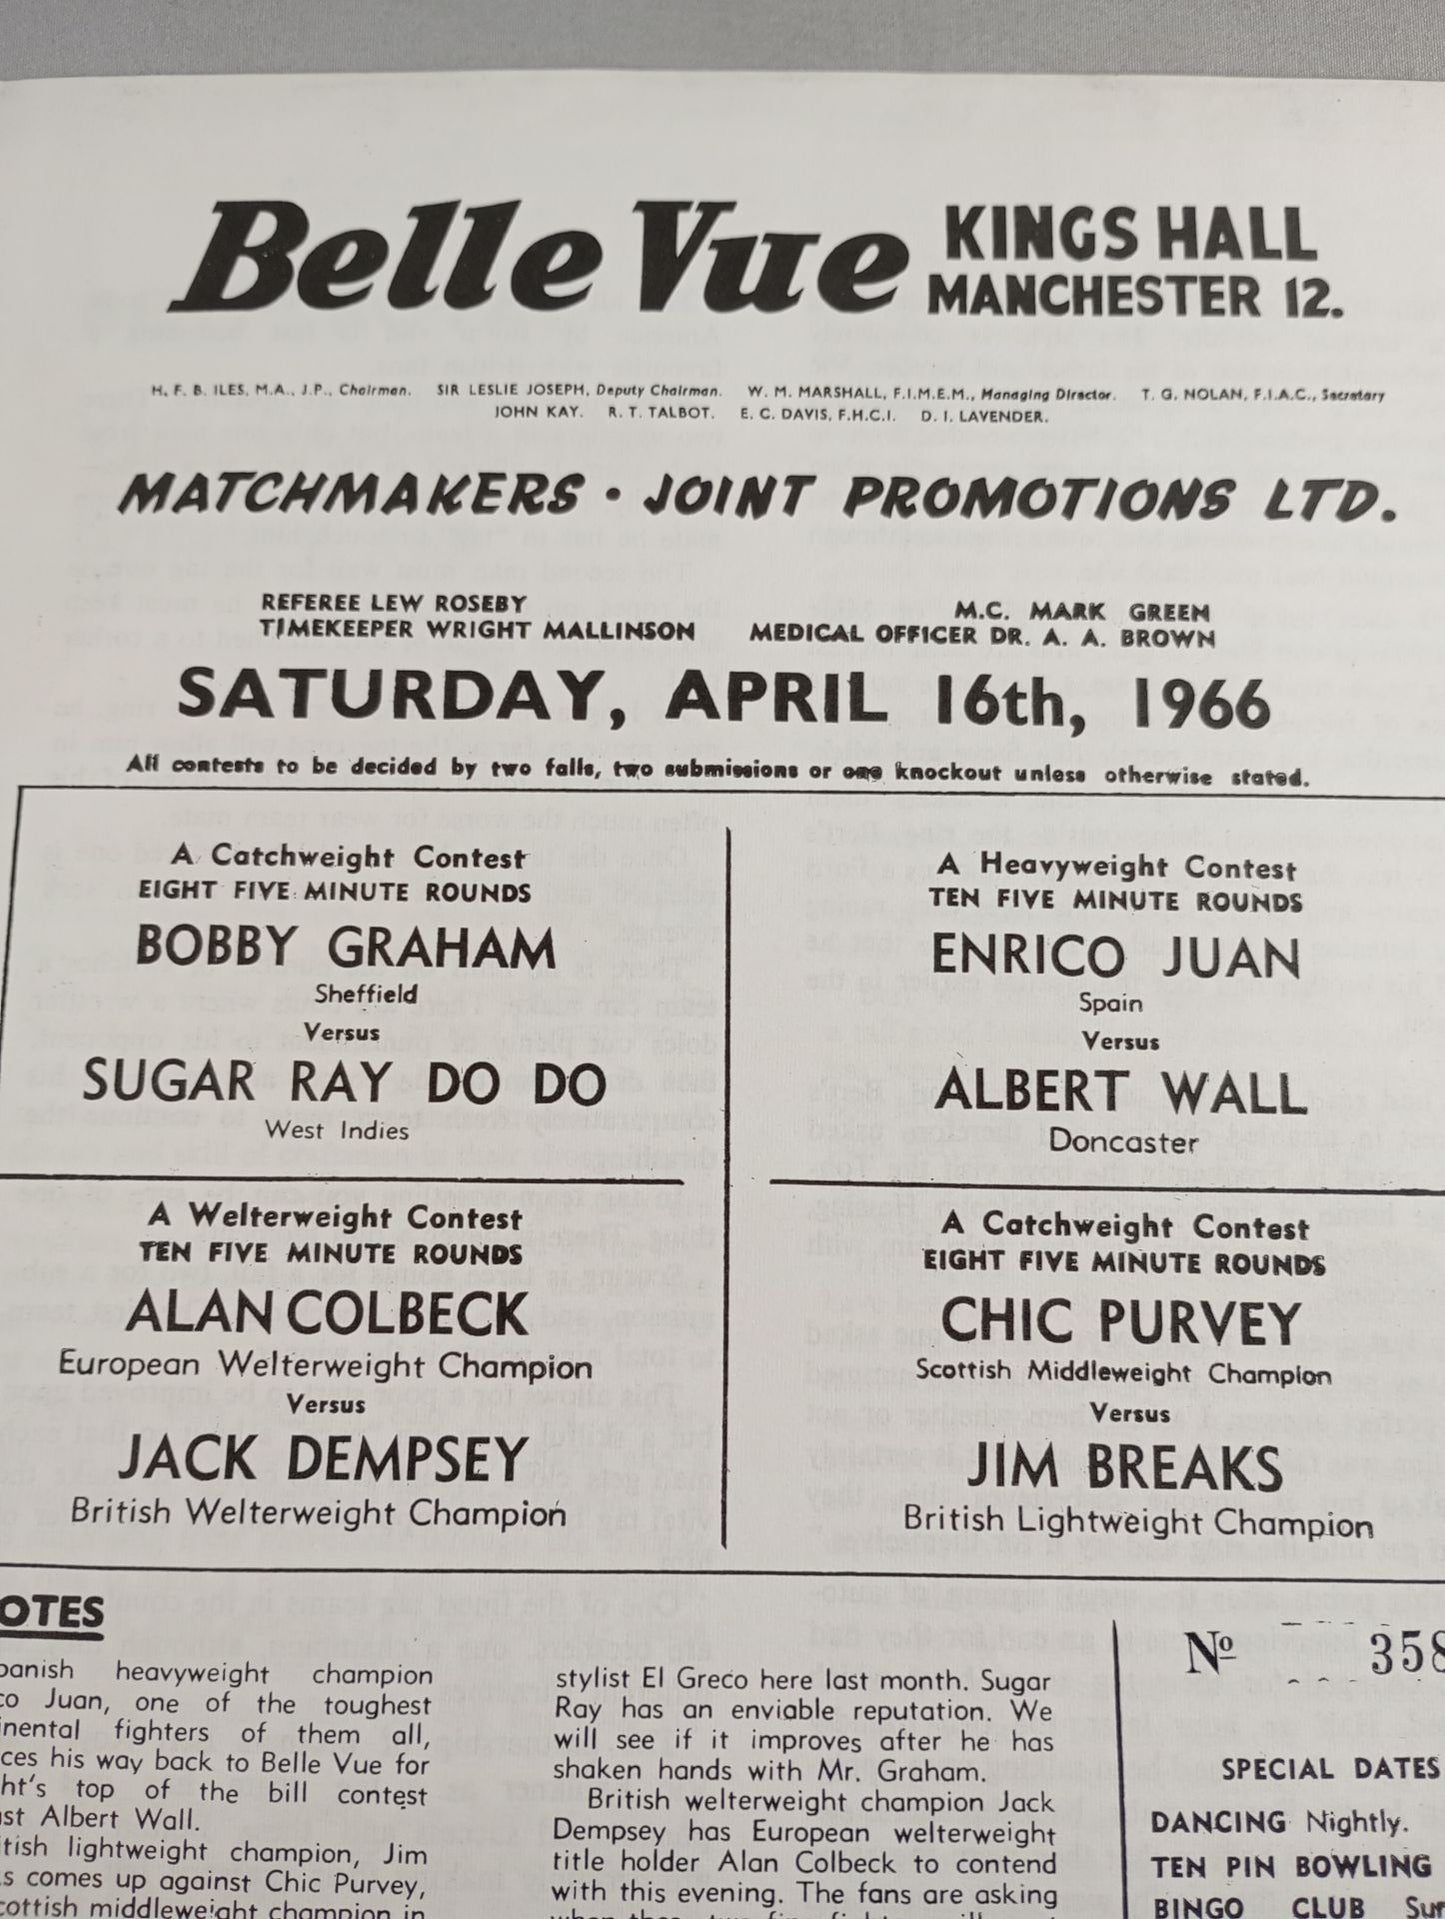 Belle Vue KINGS HALL
MANCHESTER 12.
H. F. B. ILES, M.A., J.P., Chairman. SIR LESLIE JOSEPH, Deputy Chairman. W. M. MARSHALL, F.I.M.E.M., Managing Director. T. G. NOLAN, F.I.A.C., Secretary
JOHN KAY. R. T. TALBOT. E. C. DAVIS, F.H.C.I. D. I. LAVENDER.
MATCHMAKERS • JOINT PROMOTIONS LTD.
REFEREE LEW ROSEBY
TIMEKEEPER WRIGHT MALLINSON
M.C. MARK GREEN
MEDICAL OFFICER DR. A. A. BROWN
SATURDAY, APRIL 16th, 1966
All contests to be decided by two falls, two submissions or one knockout unless otherwise stated.
A Catchweight Contest
EIGHT FIVE MINUTE ROUNDS
BOBBY GRAHAM
Sheffield
Versus
SUGAR RAY DO DO
West Indies
A Heavyweight Contest
TEN FIVE MINUTE ROUNDS
ENRICO JUAN
Spain
Versus
ALBERT WALL
Doncaster
A Welterweight Contest
TEN FIVE MINUTE ROUNDS
ALAN COLBECK
European Welterweight Champion
Versus
JACK DEMPSEY
British Welterweight Champion
A Catchweight Contest
EIGHT FIVE MINUTE ROUNDS
CHIC PURVEY
Scottish Middleweight Champion
Versus
JIM BREAKS
British Lightweight Champion
OTES
panish heavyweight champion
co Juan, one of the toughest
inental fighters of them all,
ces his way back to Belle Vue for
ht's top of the bill contest
st Albert Wall.
tish lightweight champion, Jim
s comes up against Chic Purvey,
cottish middleweight champion in
stylist El Greco here last month. Sugar
Ray has an enviable reputation. We
will see if it improves after he has
shaken hands with Mr. Graham.
British welterweight champion Jack
Dempsey has European welterweight
title holder Alan Colbeck to contend
with this evening. The fans are asking
Nº 358
SPECIAL DATES
DANCING Nightly.
TEN PIN BOWLING
BINGO CLUB Sur